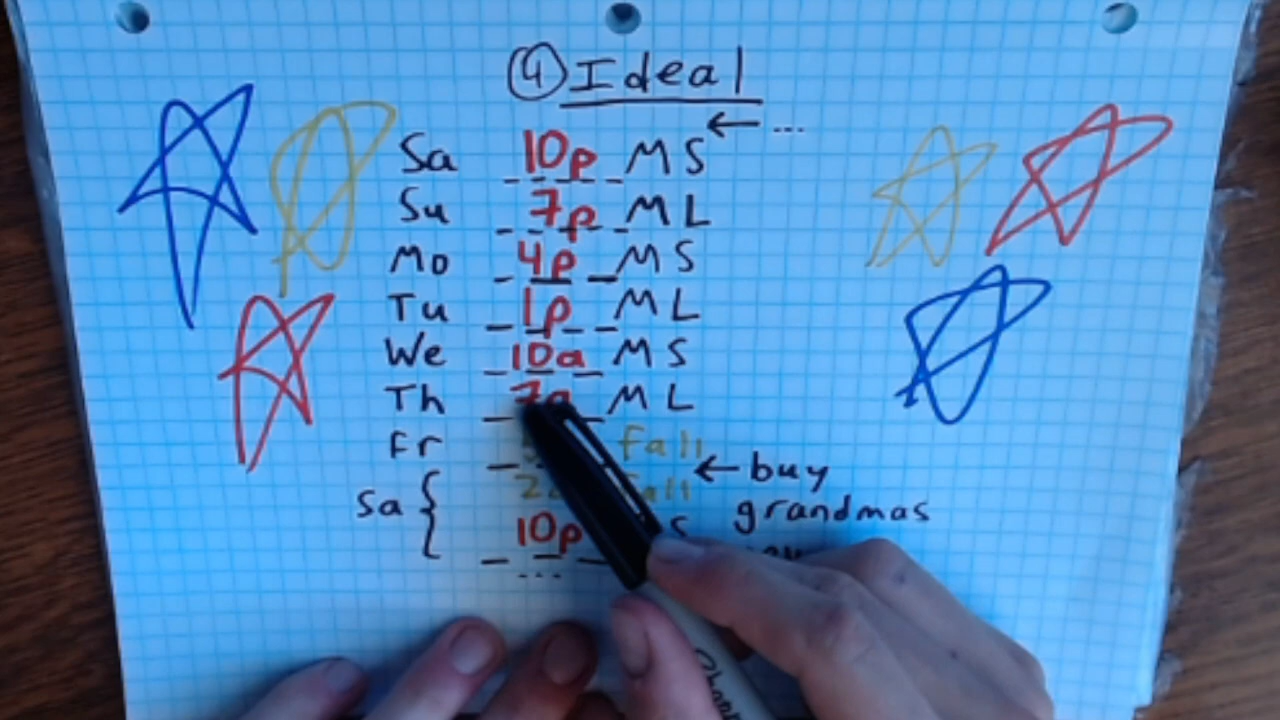 ④ Ideal
← ...
Sa 10p MS
Su 7p ML
Mo 4p MS
Tu 1p ML
We 10a MS
Th 7a ML
Fr fall
← buy
Sa { fall
grandmas
10p S
...